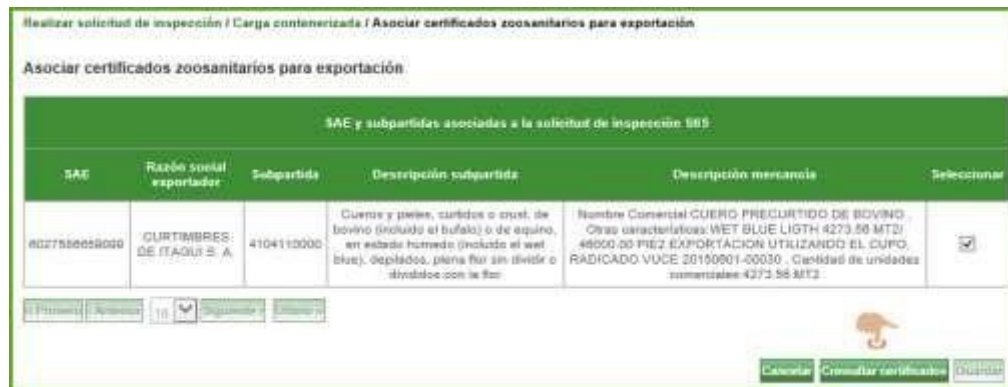 Realizar solicitud de inspección / Carga contenerizada / Asociar certificados zoosanitarios para exportación
Asociar certificados zoosanitarios para exportación
SAE y subpartidas asociadas a la solicitud de inspección
SAE
Razón social
exportador
Subpartida
Descripción subpartida
Descripción mercancía
Seleccionar
CURTIMBRES
DE ITAGUI S. A.
4104110000
Cueros y pieles, curtidos o crust, de
bovino (incluido el bufalo) o de equino,
en estado humedo (incluido el wet
blue), depilados, plena flor sin dividir o
divididos con la flor
Nombre Comercial CUERO PRECURTIDO DE BOVINO .
Otras características: WET BLUE LIGTH 4273.56 MT2/
46000.00 PIE2 EXPORTACION UTILIZANDO EL CUPO,
RADICADO VUCE 20150801-00030 . Cantidad de unidades
comerciales 4273.56 MT2
« Primero
‹ Anterior
10
Siguiente ›
Último »
Cancelar
Consultar certificados
Guardar